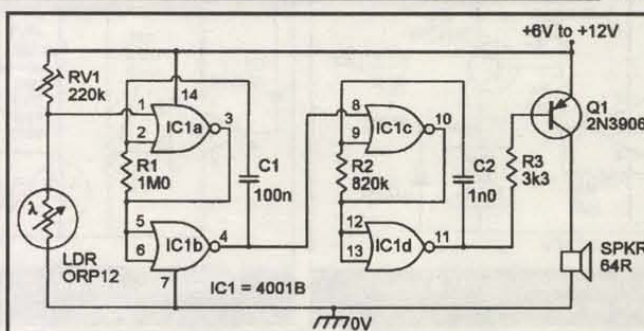 +6V to +12V
RV1
220k
14
1
2
3
IC1a
R1
1M0
C1
100n
5
6
4
IC1b
7
λ
LDR
ORP12
IC1 = 4001B
8
9
10
IC1c
R2
820k
C2
1n0
12
13
11
IC1d
R3
3k3
Q1
2N3906
SPKR
64R
0V